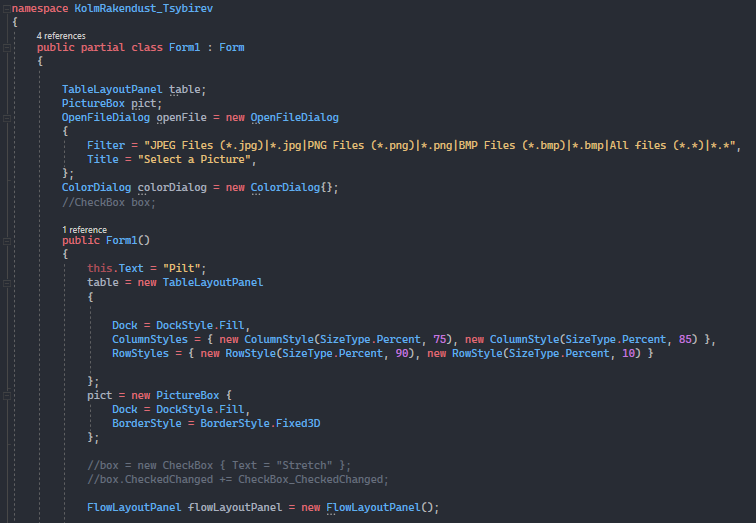 namespace KolmRakendust_Tsybirev
{
4 references
public partial class Form1 : Form
{
TableLayoutPanel table;
PictureBox pict;
OpenFileDialog openFile = new OpenFileDialog
{
Filter = "JPEG Files (*.jpg)|*.jpg|PNG Files (*.png)|*.png|BMP Files (*.bmp)|*.bmp|All files (*.*)|*.*",
Title = "Select a Picture",
};
ColorDialog colorDialog = new ColorDialog{};
//CheckBox box;
1 reference
public Form1()
{
this.Text = "Pilt";
table = new TableLayoutPanel
{
Dock = DockStyle.Fill,
ColumnStyles = { new ColumnStyle(SizeType.Percent, 75), new ColumnStyle(SizeType.Percent, 85) },
RowStyles = { new RowStyle(SizeType.Percent, 90), new RowStyle(SizeType.Percent, 10) }
};
pict = new PictureBox {
Dock = DockStyle.Fill,
BorderStyle = BorderStyle.Fixed3D
};
//box = new CheckBox { Text = "Stretch" };
//box.CheckedChanged += CheckBox_CheckedChanged;
FlowLayoutPanel flowLayoutPanel = new FlowLayoutPanel();